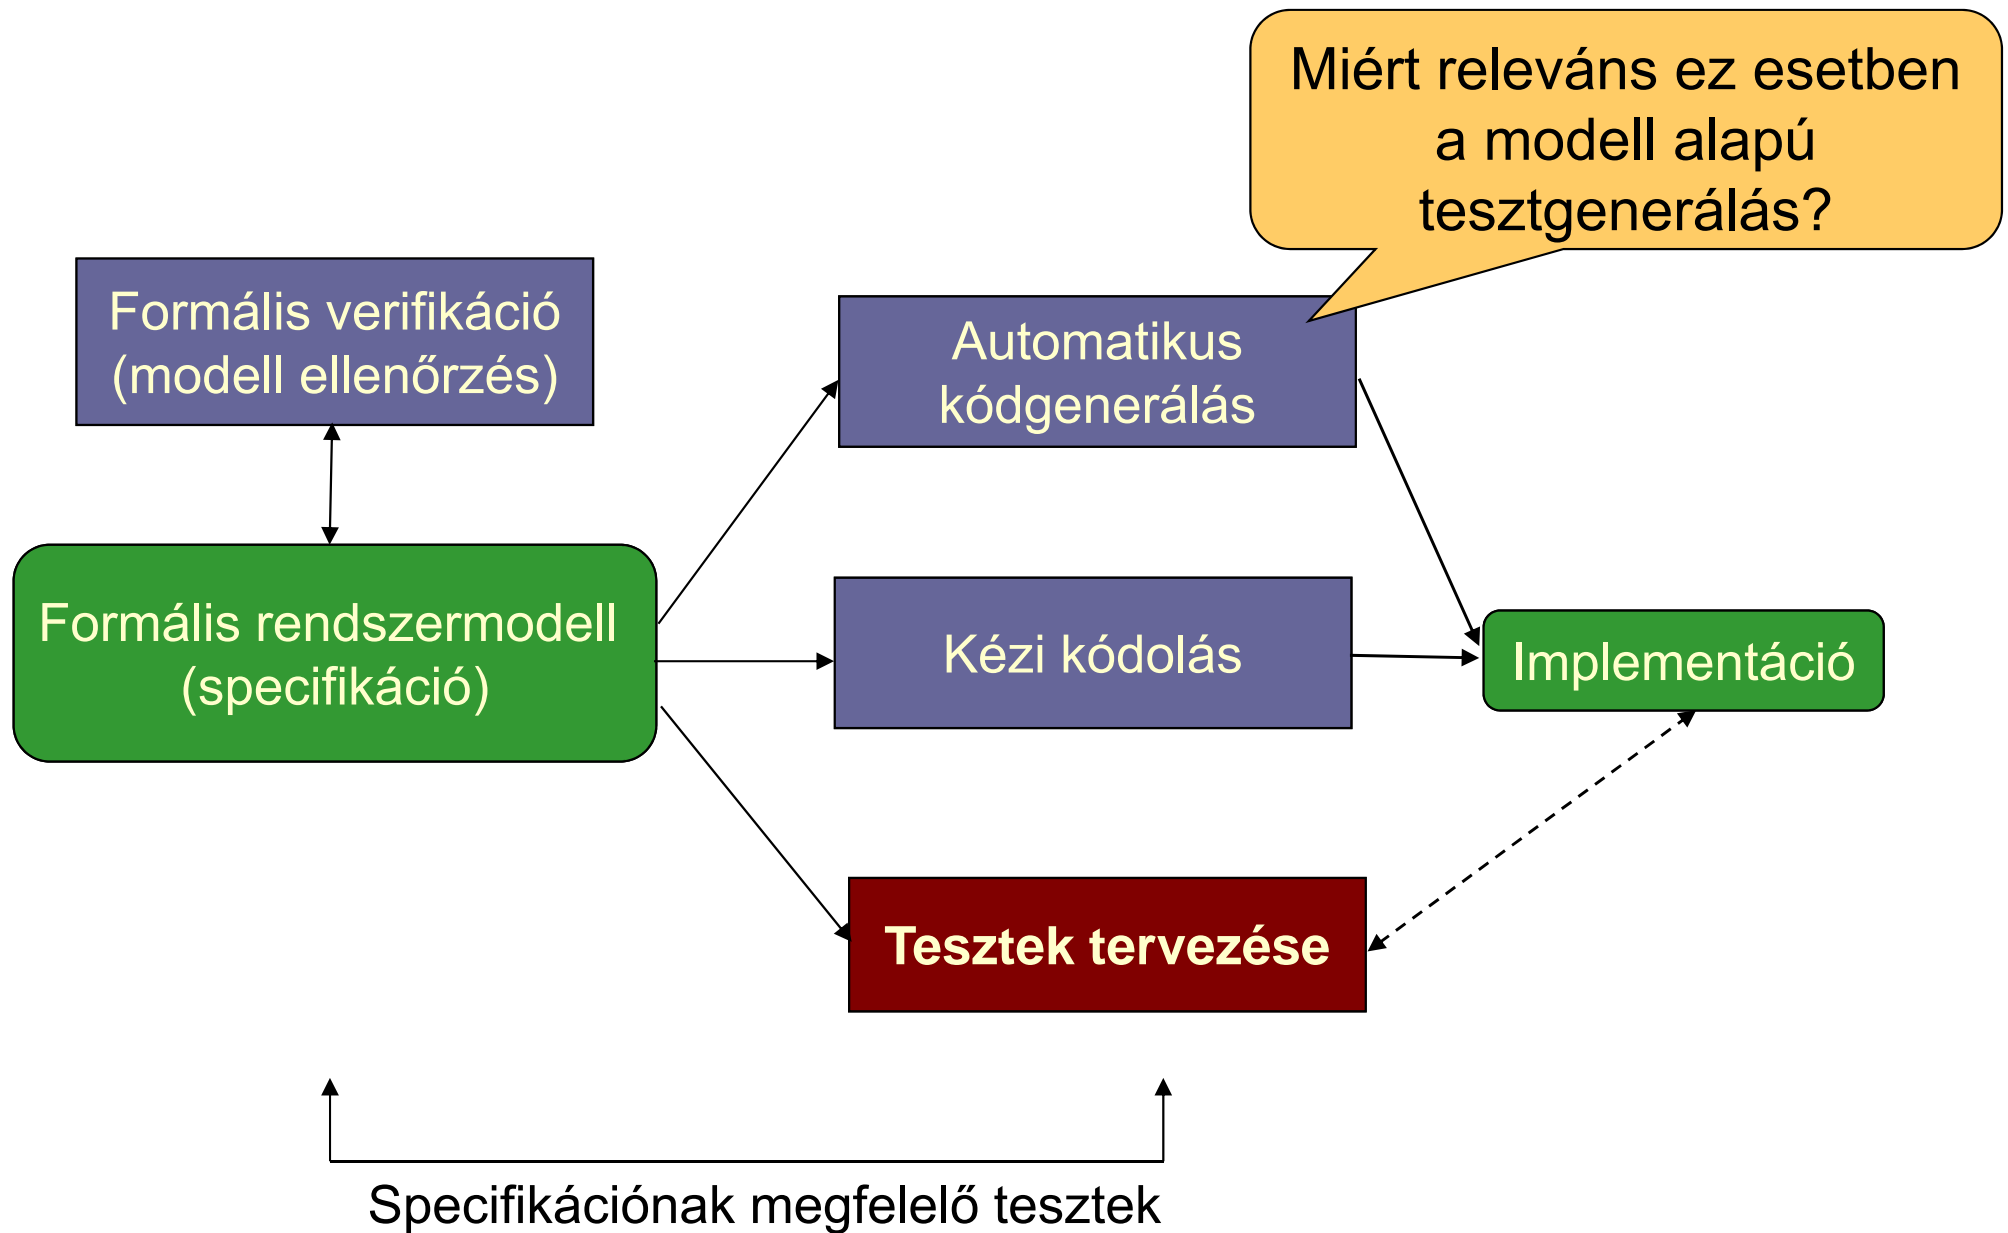 Miért releváns ez esetben
a modell alapú
tesztgenerálás?
Formális verifikáció
(modell ellenőrzés)
Automatikus
kódgenerálás
Formális rendszermodell
(specifikáció)
Kézi kódolás
Implementáció
Tesztek tervezése
Specifikációnak megfelelő tesztek